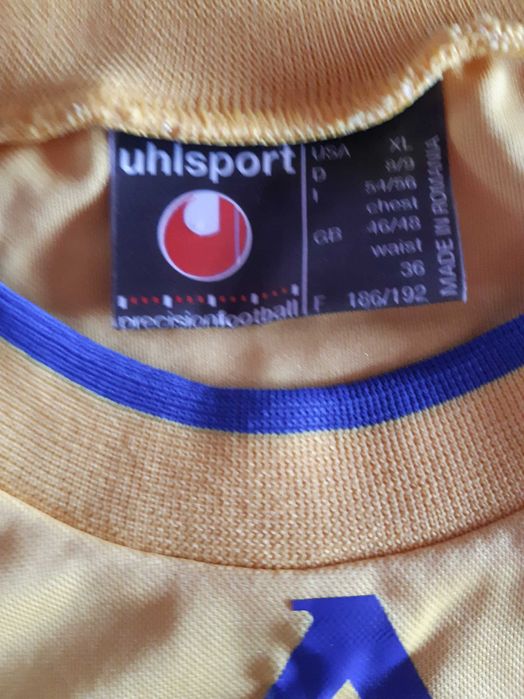 uhlsport
precisionfootball
USA XL
D 8/9
I 54/56
chest
GB 46/48
waist
36
F 186/192
MADE IN ROMANIA